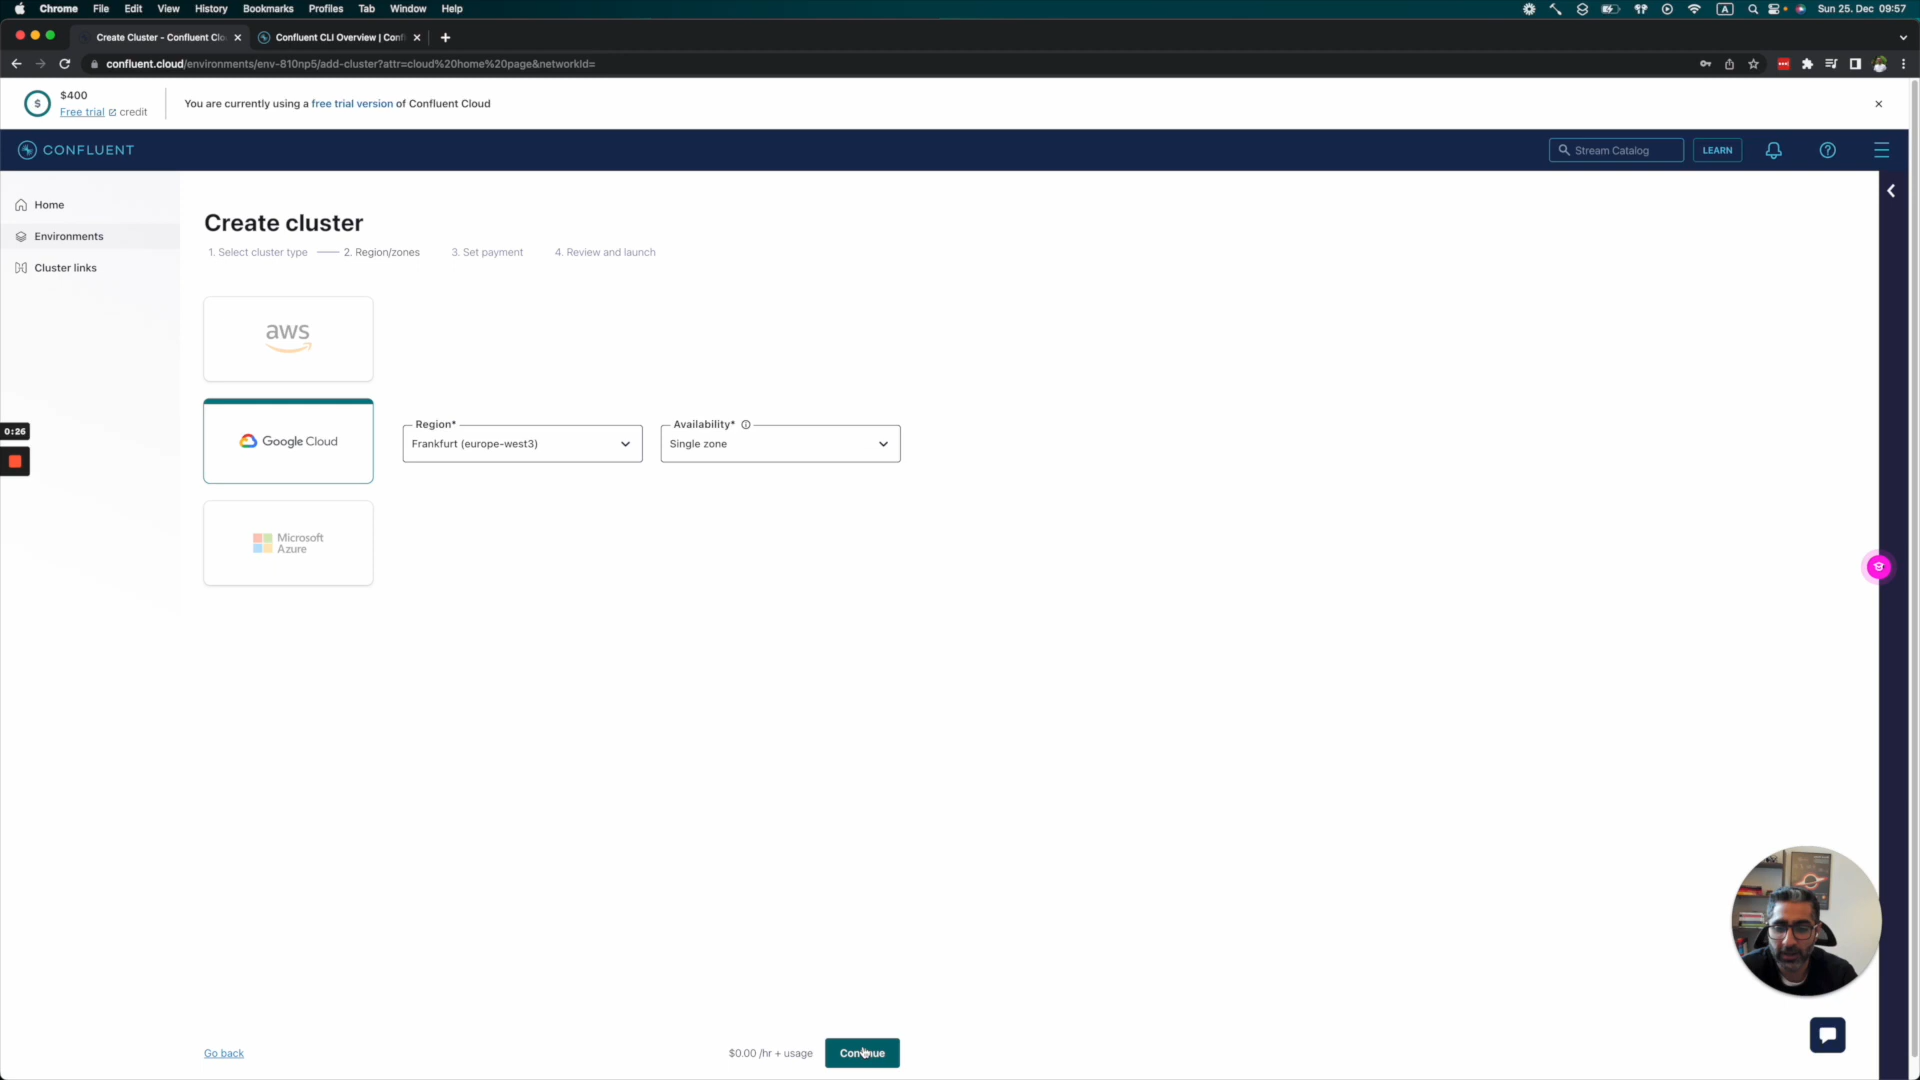 Chrome File Edit View History Bookmarks Profiles Tab Window Help
A
Sun 25. Dec 09:57
Create Cluster - Confluent Clo
Confluent CLI Overview | Conf
confluent.cloud/environments/env-810np5/add-cluster?attr=cloud%20home%20page&networkId=
$
$400
Free trial credit
You are currently using a free trial version of Confluent Cloud
CONFLUENT
Stream Catalog
LEARN
Home
Environments
Cluster links
Create cluster
1. Select cluster type
2. Region/zones
3. Set payment
4. Review and launch
aws
Google Cloud
Region*
Frankfurt (europe-west3)
Availability*
Single zone
0:26
Microsoft
Azure
Go back
$0.00 /hr + usage
Continue